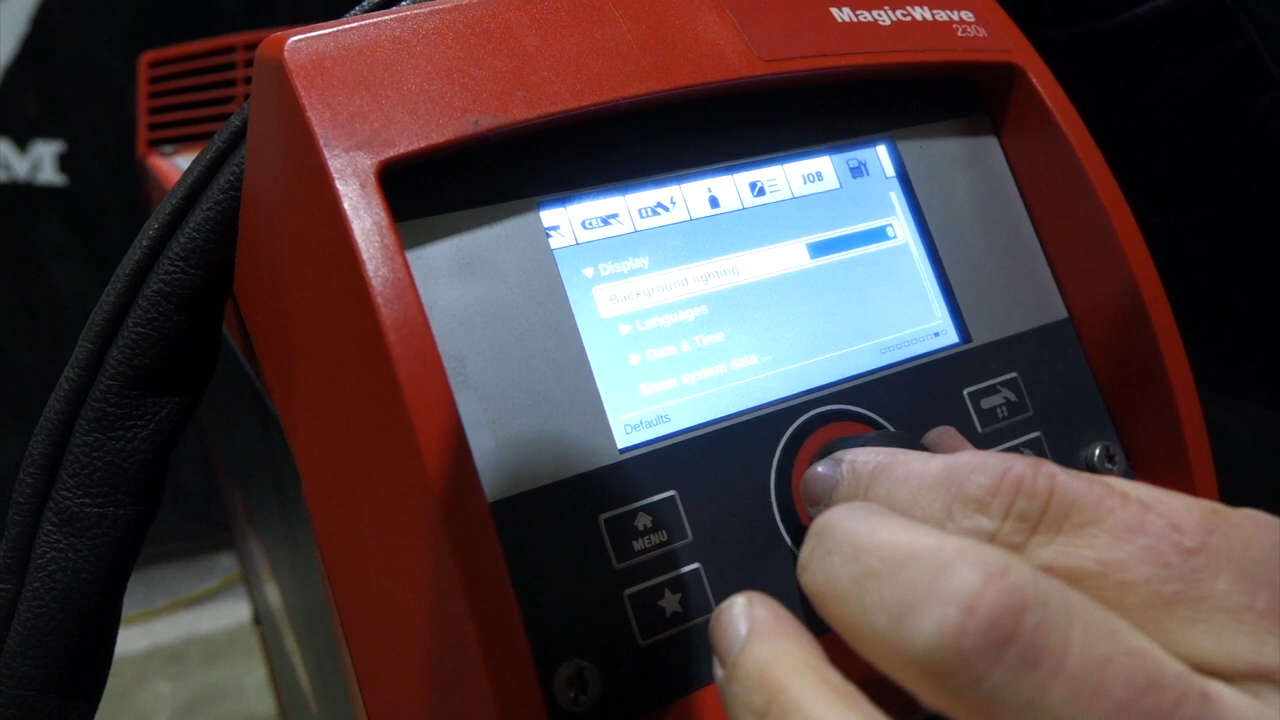 MagicWave
230i
M
CEL
JOB
▼ Display
Background lighting
▶ Languages
▶ Date & Time
Show system data ...
Defaults
MENU